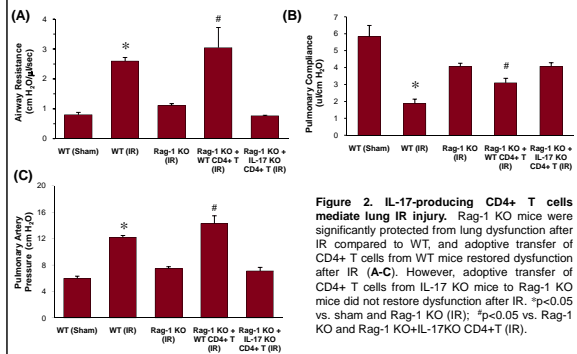 (A)
Airway Resistance
(cm H2O/µl/sec)
4
3
2
1
0
*
#
WT (Sham)
WT (IR)
Rag-1 KO
(IR)
Rag-1 KO +
WT CD4+ T (IR)
Rag-1 KO +
IL-17 KO
CD4+ T (IR)
(B)
Pulmonary Compliance
(ul/cm H2O)
8
6
4
2
0
*
#
WT (Sham)
WT (IR)
Rag-1 KO
(IR)
Rag-1 KO +
WT CD4+ T (IR)
Rag-1 KO +
IL-17 KO
CD4+ T (IR)
(C)
Pulmonary Artery
Pressure (cm H2O)
16
12
8
4
0
*
#
WT (Sham)
WT (IR)
Rag-1 KO
(IR)
Rag-1 KO +
WT CD4+ T (IR)
Rag-1 KO +
IL-17 KO
CD4+ T (IR)
Figure 2. IL-17-producing CD4+ T cells
mediate lung IR injury. Rag-1 KO mice were
significantly protected from lung dysfunction after
IR compared to WT, and adoptive transfer of
CD4+ T cells from WT mice restored dysfunction
after IR (A-C). However, adoptive transfer of
CD4+ T cells from IL-17 KO mice to Rag-1 KO
mice did not restore dysfunction after IR. *p<0.05
vs. sham and Rag-1 KO (IR); #p<0.05 vs. Rag-1
KO and Rag-1 KO+IL-17KO CD4+T (IR).